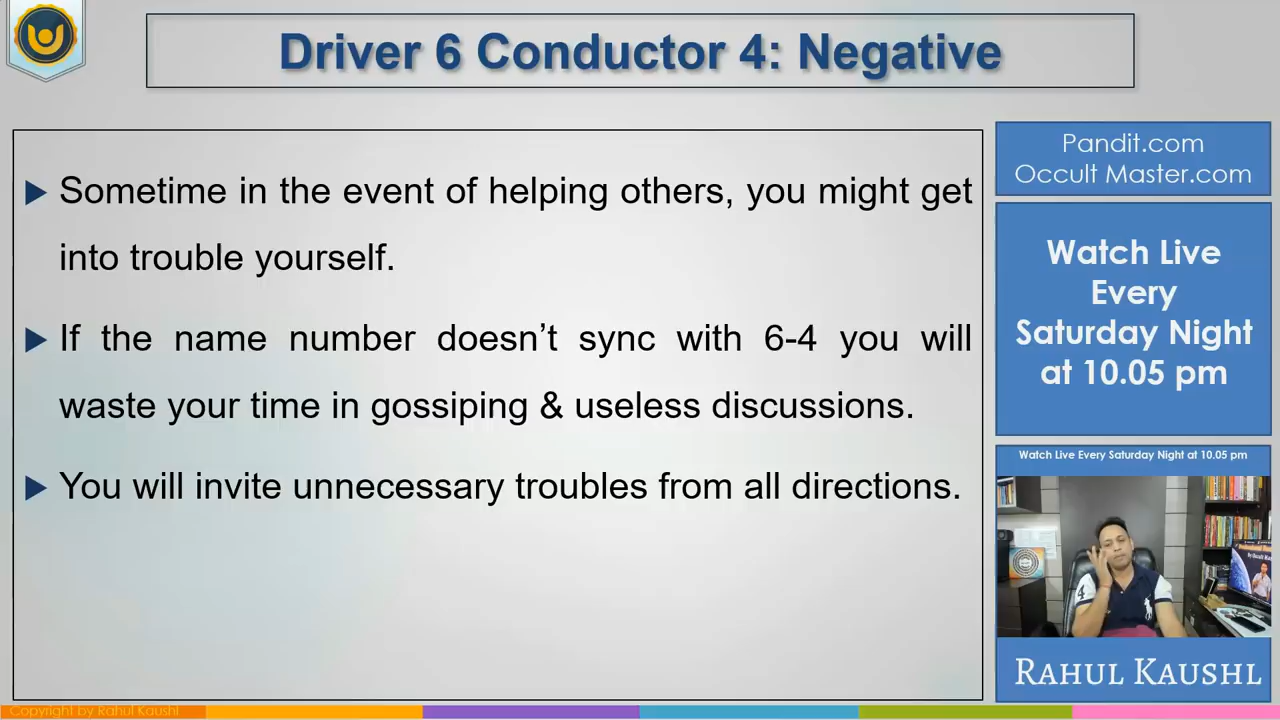 Driver 6 Conductor 4: Negative
Sometime in the event of helping others, you might get
into trouble yourself.
If the name number doesn’t sync with 6-4 you will
waste your time in gossiping & useless discussions.
You will invite unnecessary troubles from all directions.
Pandit.com
Occult Master.com
Watch Live
Every
Saturday Night
at 10.05 pm
Watch Live Every Saturday Night at 10.05 pm
4
RAHUL KAUSHL
Copyright by Rahul Kaushl